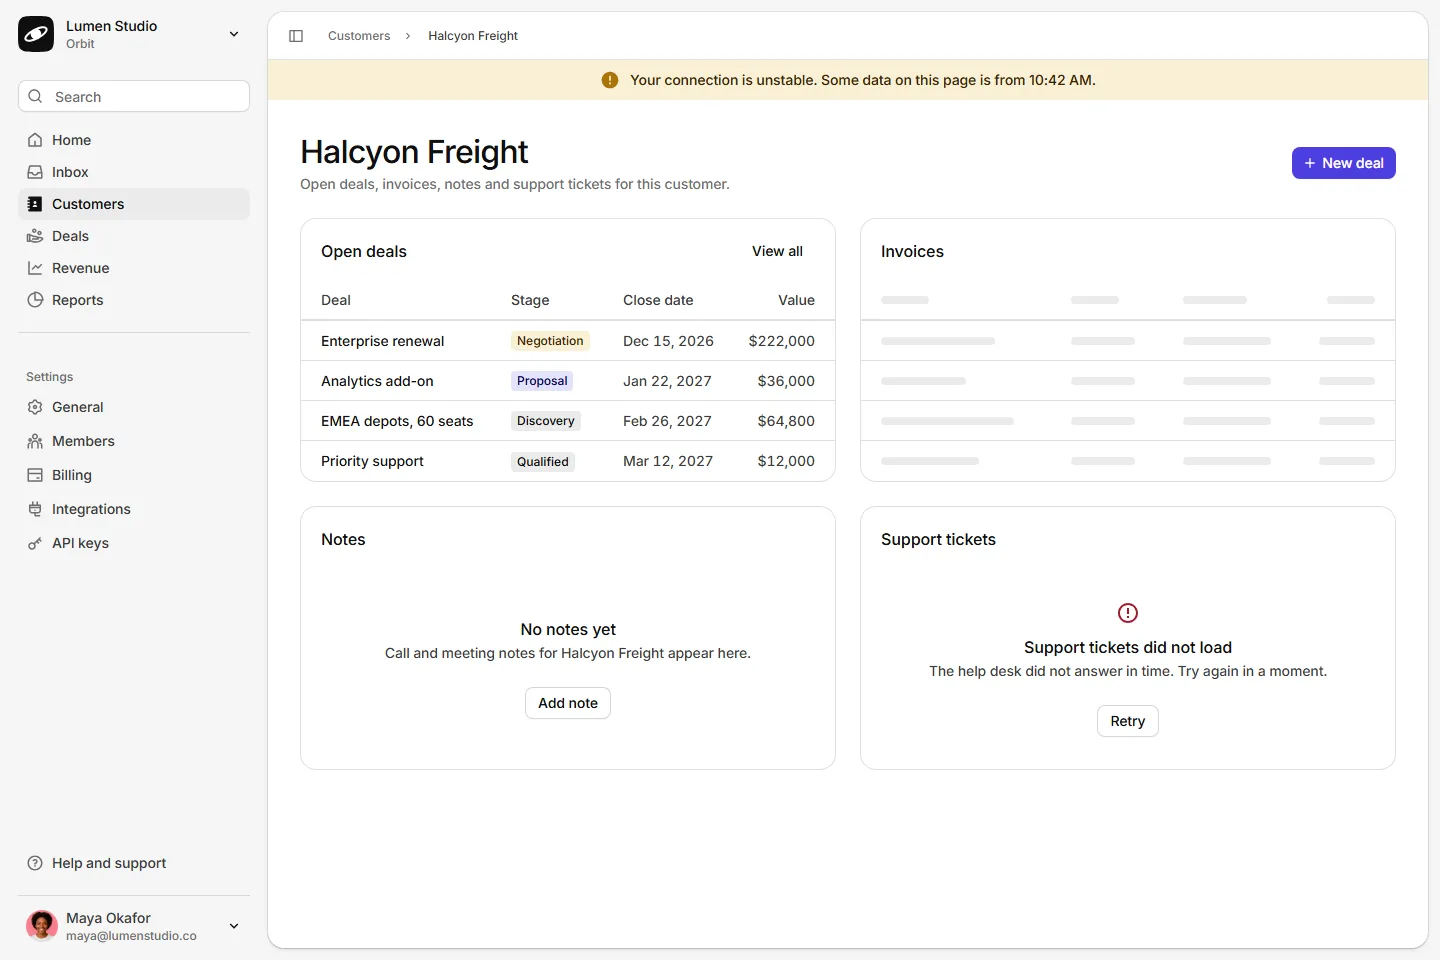 Lumen Studio
Orbit
Search
Home
Inbox
Customers
Deals
Revenue
Reports
Settings
General
Members
Billing
Integrations
API keys
Help and support
Maya Okafor
maya@lumenstudio.co
Customers › Halcyon Freight
Your connection is unstable. Some data on this page is from 10:42 AM.
Halcyon Freight
Open deals, invoices, notes and support tickets for this customer.
+ New deal
Open deals View all
Deal Stage Close date Value
Enterprise renewal Negotiation Dec 15, 2026 $222,000
Analytics add-on Proposal Jan 22, 2027 $36,000
EMEA depots, 60 seats Discovery Feb 26, 2027 $64,800
Priority support Qualified Mar 12, 2027 $12,000
Invoices
Notes
No notes yet
Call and meeting notes for Halcyon Freight appear here.
Add note
Support tickets
Support tickets did not load
The help desk did not answer in time. Try again in a moment.
Retry